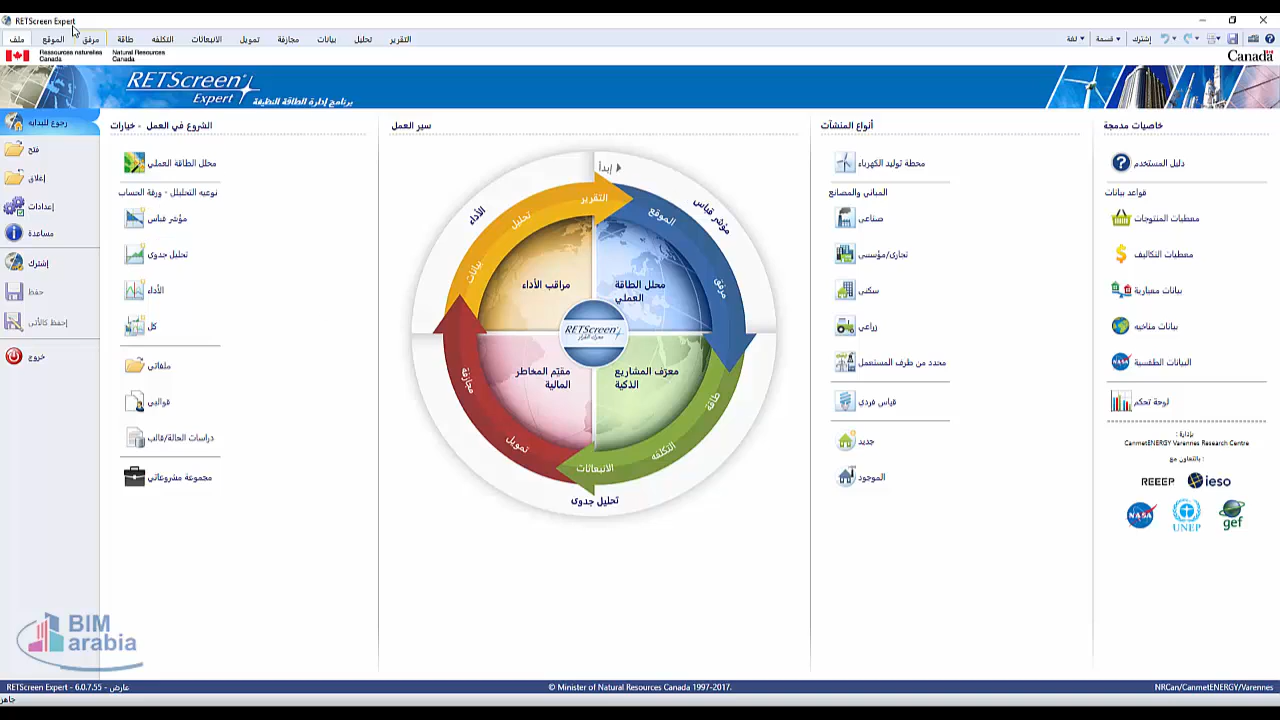 RETScreen Expert
ملف
الموقع
مرفق
طاقة
التكلفه
الانبعاثات
تمويل
مجازفة
بيانات
تحليل
التقرير
لغة
قسمة
إشترك
Ressources naturelles Canada
Natural Resources Canada
Canada
RETScreen
Expert
برنامج إدارة الطاقة النظيفة
رجوع للبدايه
فتح
إغلاق
إعدادات
مساعدة
إشترك
حفظ
إحفظ كالأتي
خروج
الشروع في العمل - خيارات
محلل الطاقة العملي
نوعيه التحليلل - ورقة الحساب
مؤشر قياس
تحليل جدوى
الأداء
كل
ملفاتي
قوالبي
دراسات الحالة/قالب
مجموعة مشروعاتي
سير العمل
إبدأ
مؤشر قياس
الأداء
تحليل جدوى
التقرير
الموقع
مرفق
طاقة
التكلفه
الانبعاثات
تمويل
مجازفة
بيانات
تحليل
مراقب الأداء
محلل الطاقة العملي
RETScreen
مقيّم المخاطر المالية
معرّف المشاريع الذكية
أنواع المنشآت
محطة توليد الكهرباء
المباني والمصانع
صناعي
تجاري/مؤسسي
سكني
زراعي
محدد من طرف المستعمل
قياس فردي
جديد
الموجود
خاصيات مدمجة
دليل المستخدم
قواعد بيانات
معطيات المنتوجات
معطيات التكاليف
بيانات معيارية
بيانات مناخيه
البيانات الطقسية
لوحة تحكم
بإدارة :
CanmetENERGY Varennes Research Centre
بالتعاون مع :
REEEP
ieso
NASA
UNEP
gef
BIM
arabia
RETScreen Expert - 6.0.7.55 - عارض
© Minister of Natural Resources Canada 1997-2017.
NRCan/CanmetENERGY/Varennes
جاهز